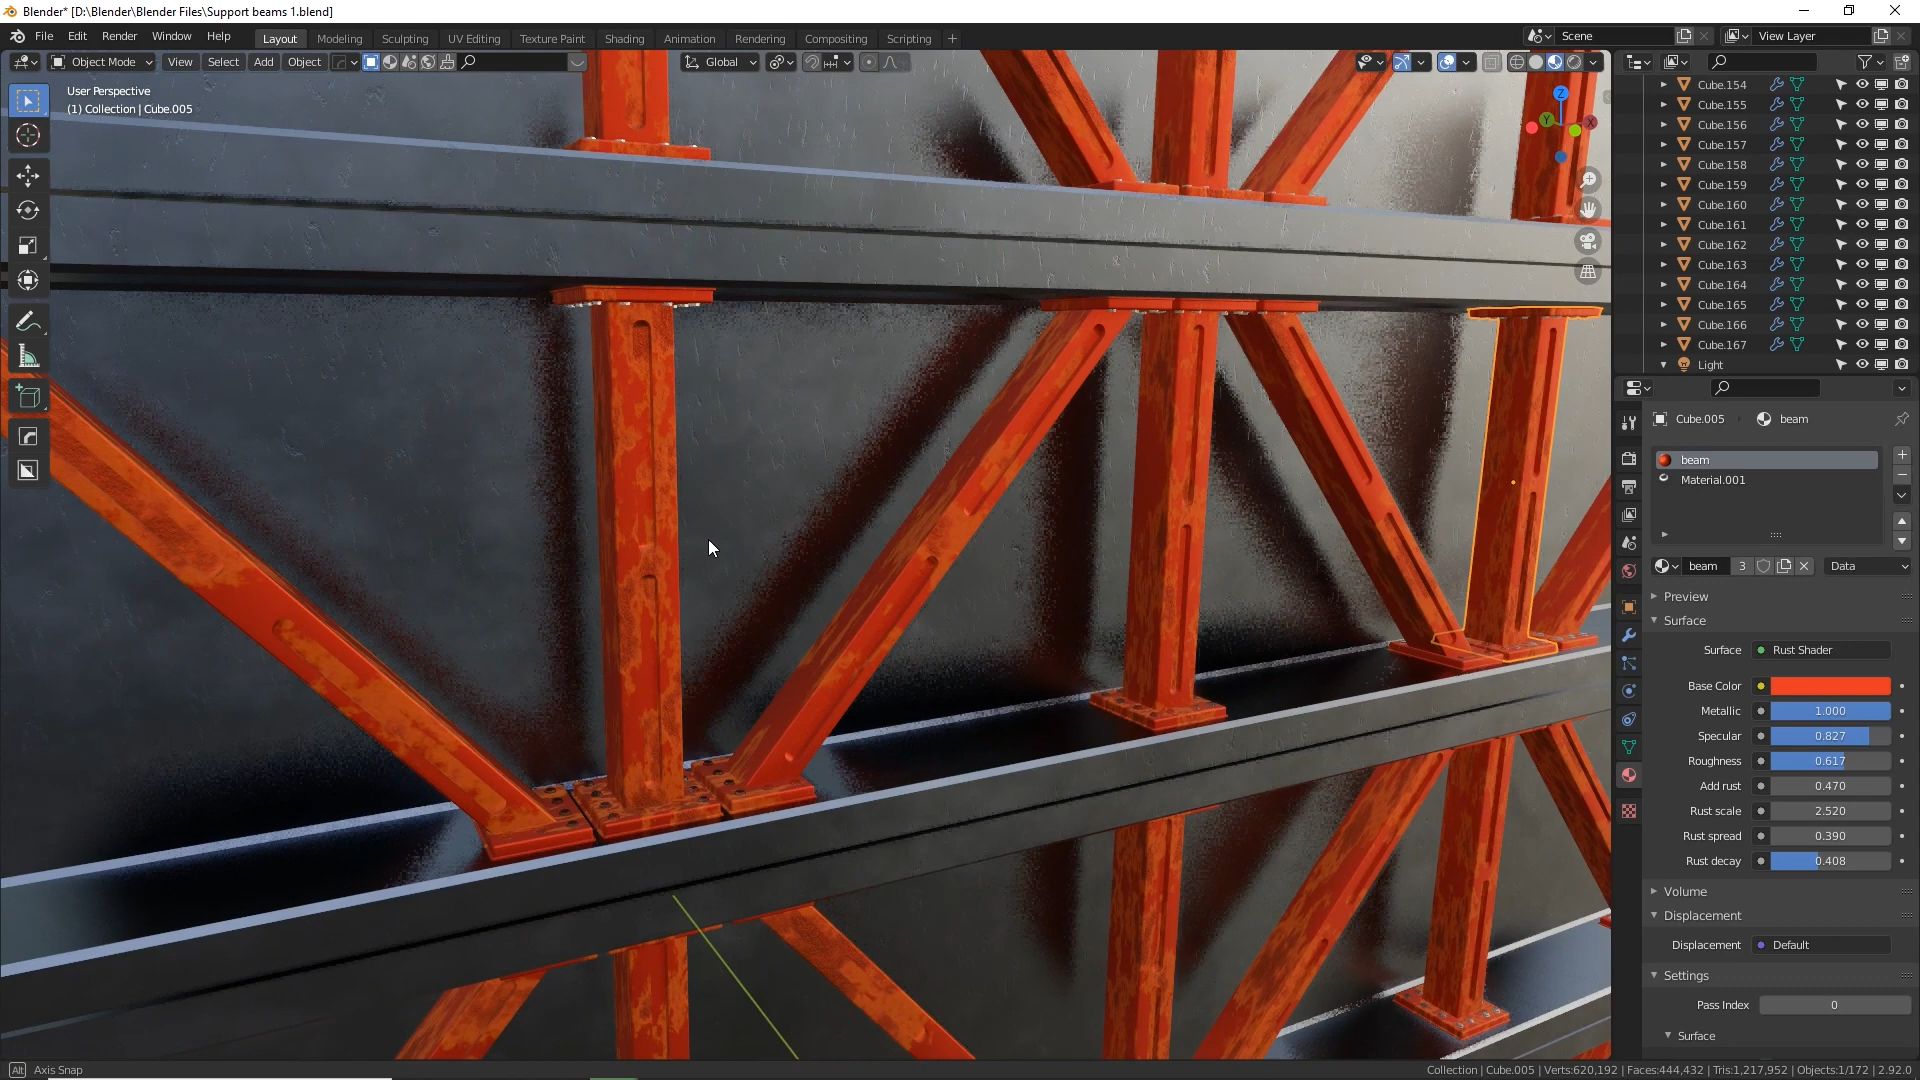 Blender* [D:\Blender\Blender Files\Support beams 1.blend]
File Edit Render Window Help Layout Modeling Sculpting UV Editing Texture Paint Shading Animation Rendering Compositing Scripting + Scene View Layer
Object Mode View Select Add Object Global
User Perspective
(1) Collection | Cube.005
Z
Y
X
Cube.154
Cube.155
Cube.156
Cube.157
Cube.158
Cube.159
Cube.160
Cube.161
Cube.162
Cube.163
Cube.164
Cube.165
Cube.166
Cube.167
Light
Cube.005 beam
beam
Material.001
beam 3 Data
Preview
Surface
Surface Rust Shader
Base Color
Metallic 1.000
Specular 0.827
Roughness 0.617
Add rust 0.470
Rust scale 2.520
Rust spread 0.390
Rust decay 0.408
Volume
Displacement
Displacement Default
Settings
Pass Index 0
Surface
Alt Axis Snap
Collection | Cube.005 | Verts:620,192 | Faces:444,432 | Tris:1,217,952 | Objects:1/172 | 2.92.0